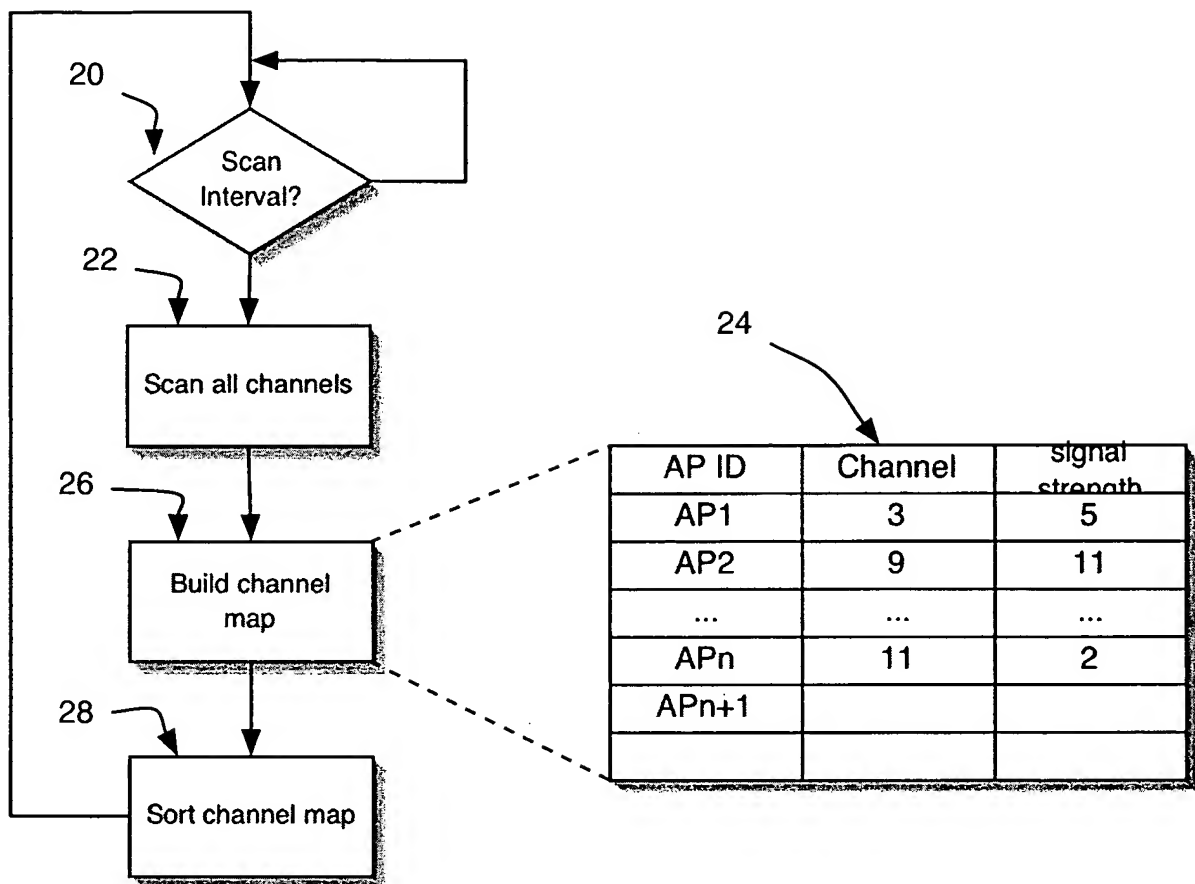 20
Scan
Interval?
22
Scan all channels
24
26
Build channel
map
AP ID Channel signal
strength
AP1 3 5
AP2 9 11
... ... ...
APn 11 2
APn+1
28
Sort channel map